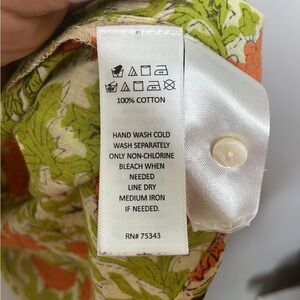 100% COTTON
HAND WASH COLD
WASH SEPARATELY
ONLY NON-CHLORINE
BLEACH WHEN
NEEDED
LINE DRY
MEDIUM IRON
IF NEEDED.
RN# 75343